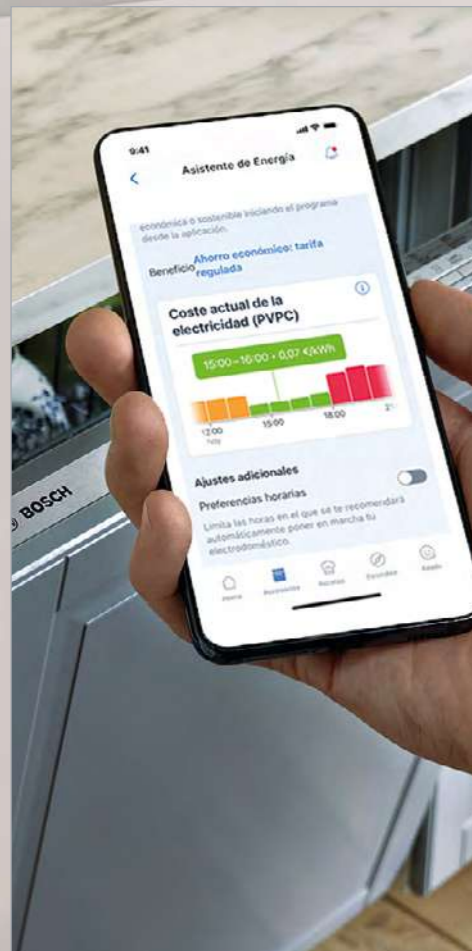 9:41
Asistente de Energía
económica o sostenible iniciando el programa
desde la aplicación.
Beneficio Ahorro económico: tarifa
regulada
Coste actual de la
electricidad (PVPC)
15:00 – 16:00 • 0,07 €/kWh
12:00
15:00
18:00
21:
Hoy
Ajustes adicionales
Preferencias horarias
Limita las horas en el que se te recomendará
automáticamente poner en marcha tu
electrodoméstico.
BOSCH